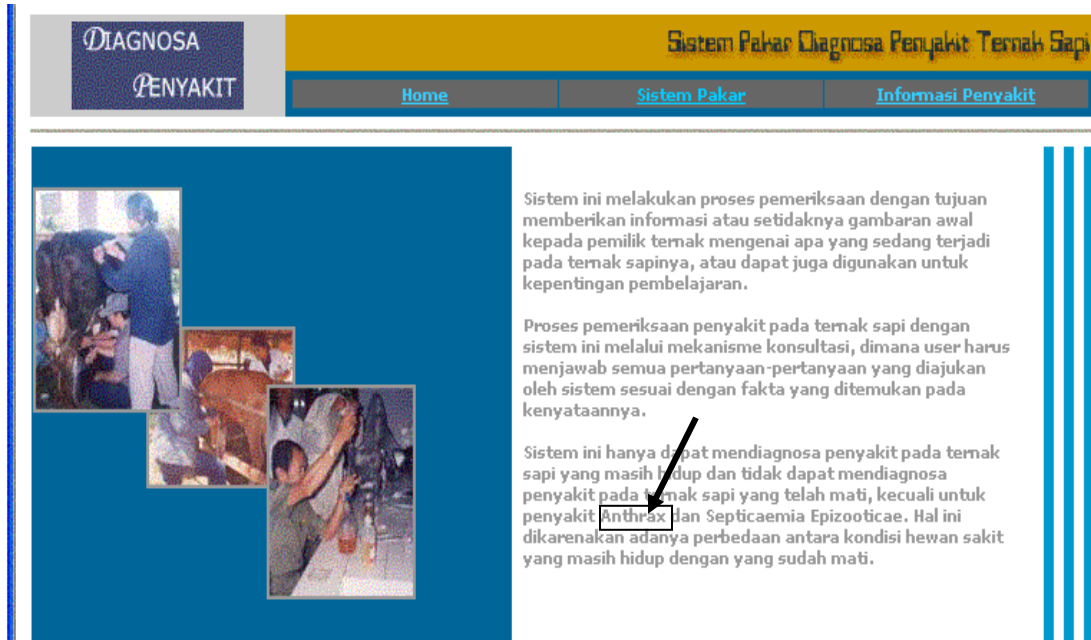 DIAGNOSA
PENYAKIT
Sistem Pakar Diagnosa Penyakit Ternak Sapi
Home
Sistem Pakar
Informasi Penyakit
Sistem ini melakukan proses pemeriksaan dengan tujuan
memberikan informasi atau setidaknya gambaran awal
kepada pemilik ternak mengenai apa yang sedang terjadi
pada ternak sapinya, atau dapat juga digunakan untuk
kepentingan pembelajaran.
Proses pemeriksaan penyakit pada ternak sapi dengan
sistem ini melalui mekanisme konsultasi, dimana user harus
menjawab semua pertanyaan-pertanyaan yang diajukan
oleh sistem sesuai dengan fakta yang ditemukan pada
kenyataannya.
Sistem ini hanya dapat mendiagnosa penyakit pada ternak
sapi yang masih hidup dan tidak dapat mendiagnosa
penyakit pada ternak sapi yang telah mati, kecuali untuk
penyakit Anthrax dan Septicaemia Epizooticae. Hal ini
dikarenakan adanya perbedaan antara kondisi hewan sakit
yang masih hidup dengan yang sudah mati.